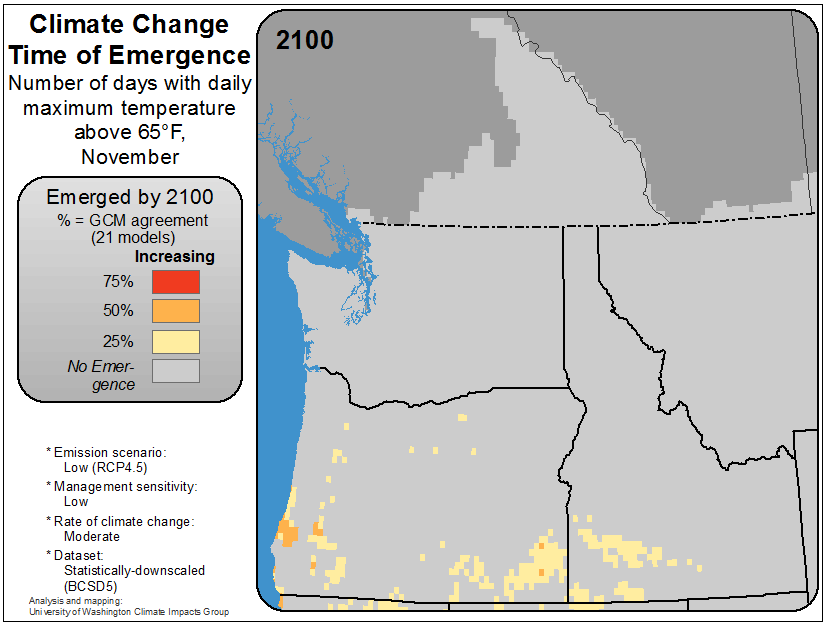 Climate Change
Time of Emergence
Number of days with daily
maximum temperature
above 65°F,
November
2100
Emerged by 2100
% = GCM agreement
(21 models)
Increasing
75%
50%
25%
No Emer-
gence
* Emission scenario:
Low (RCP4.5)
* Management sensitivity:
Low
* Rate of climate change:
Moderate
* Dataset:
Statistically-downscaled
(BCSD5)
Analysis and mapping:
University of Washington Climate Impacts Group